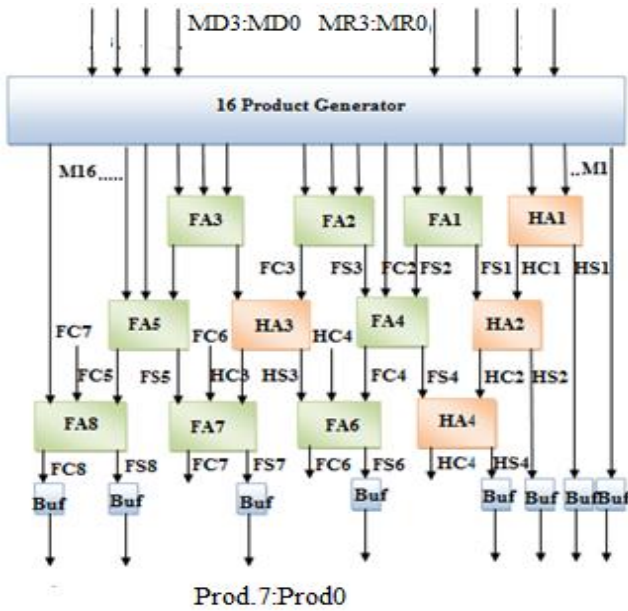 MD3:MD0 MR3:MR0
16 Product Generator
M16..... ..M1
FA3 FA2 FA1 HA1
FC3 FS3 FC2 FS2 FS1 HC1 HS1
FA5 HA3 FA4 HA2
FC7 FC6 HC4
FC5 FS5 HC3 HS3 FC4 FS4 HC2 HS2
FA8 FA7 FA6 HA4
FC8 FS8 FC7 FS7 FC6 FS6 HC4 HS4
Buf Buf Buf Buf Buf Buf Buf Buf
Prod.7:Prod0